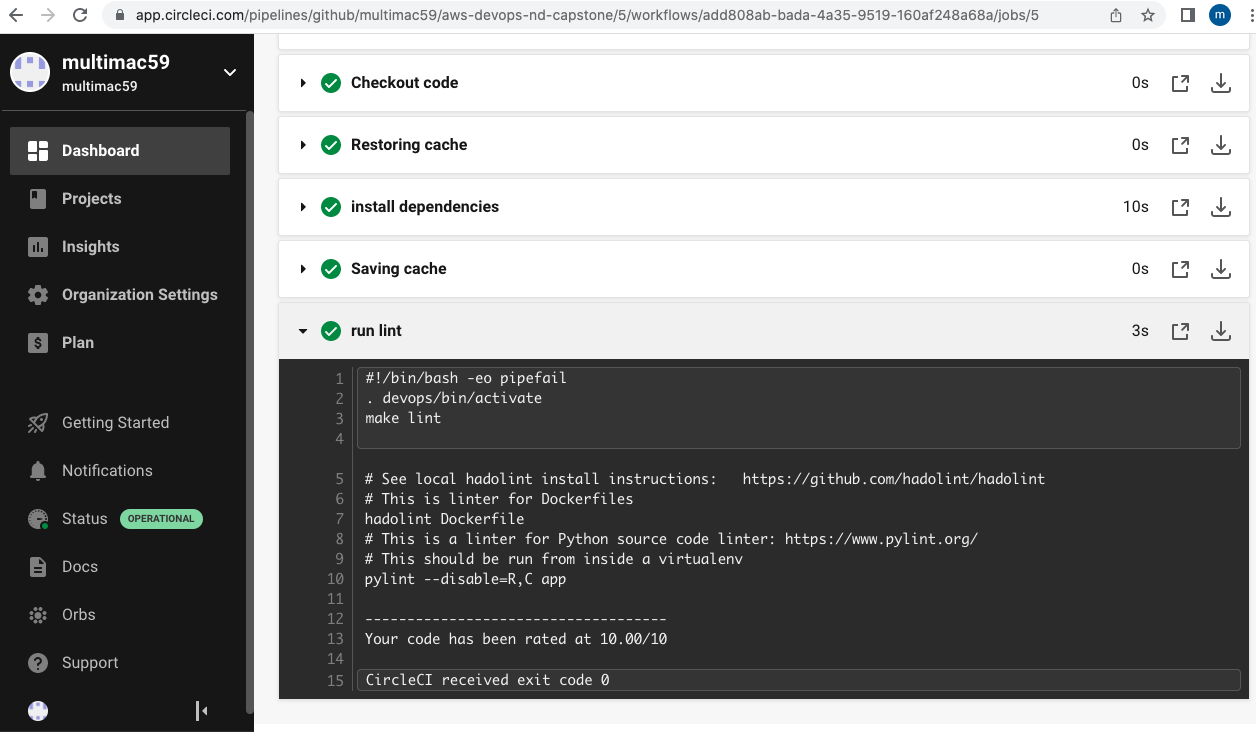 app.circleci.com/pipelines/github/multimac59/aws-devops-nd-capstone/5/workflows/add808ab-bada-4a35-9519-160af248a68a/jobs/5
m
multimac59
multimac59
Dashboard
Projects
Insights
Organization Settings
Plan
Getting Started
Notifications
Status OPERATIONAL
Docs
Orbs
Support
Checkout code 0s
Restoring cache 0s
install dependencies 10s
Saving cache 0s
run lint 3s
1 #!/bin/bash -eo pipefail
2 . devops/bin/activate
3 make lint
4
5 # See local hadolint install instructions:   https://github.com/hadolint/hadolint
6 # This is linter for Dockerfiles
7 hadolint Dockerfile
8 # This is a linter for Python source code linter: https://www.pylint.org/
9 # This should be run from inside a virtualenv
10 pylint --disable=R,C app
11
12 ------------------------------------
13 Your code has been rated at 10.00/10
14
15 CircleCI received exit code 0